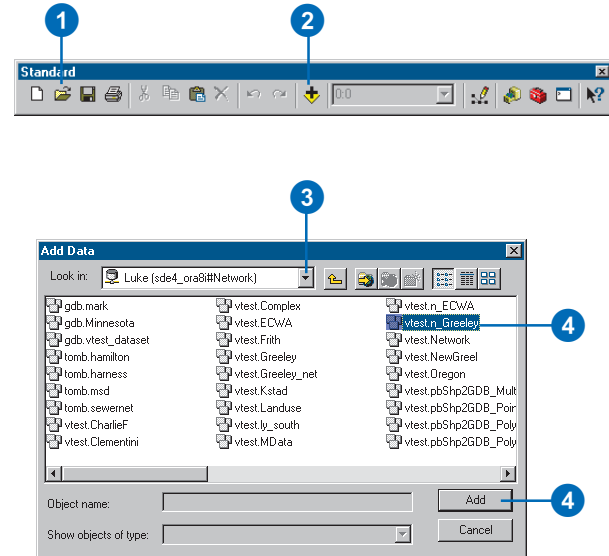 1 2
Standard
0:0
3
Add Data
Look in: Luke (sde4_ora8i#Network)
gdb.mark vtest.Complex vtest.n_ECWA
gdb.Minnesota vtest.ECWA vtest.n_Greeley 4
gdb.vtest_dataset vtest.Frith vtest.Network
tomb.hamilton vtest.Greeley vtest.NewGreel
tomb.harness vtest.Greeley_net vtest.Oregon
tomb.msd vtest.Kstad vtest.pbShp2GDB_Mult
tomb.sewernet vtest.Landuse vtest.pbShp2GDB_Poin
vtest.CharlieF vtest.ly_south vtest.pbShp2GDB_Poly
vtest.Clementini vtest.MData vtest.pbShp2GDB_Poly
Object name: Add 4
Show objects of type: Cancel